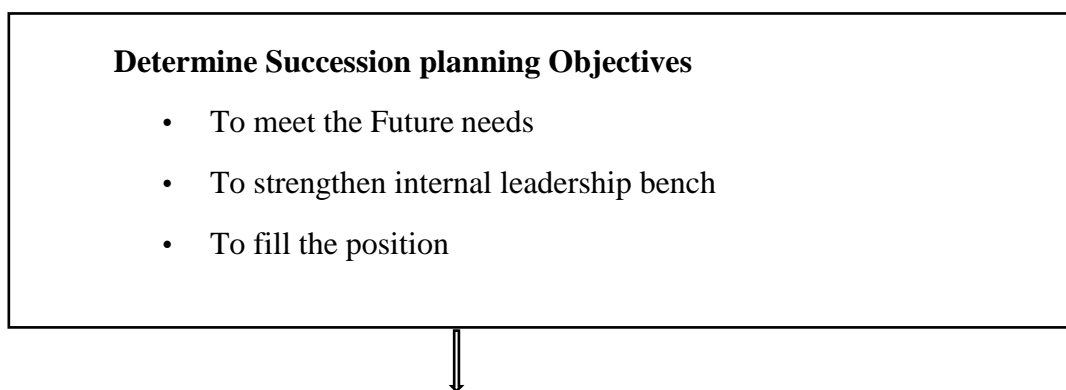 Determine Succession planning Objectives
• To meet the Future needs
• To strengthen internal leadership bench
• To fill the position